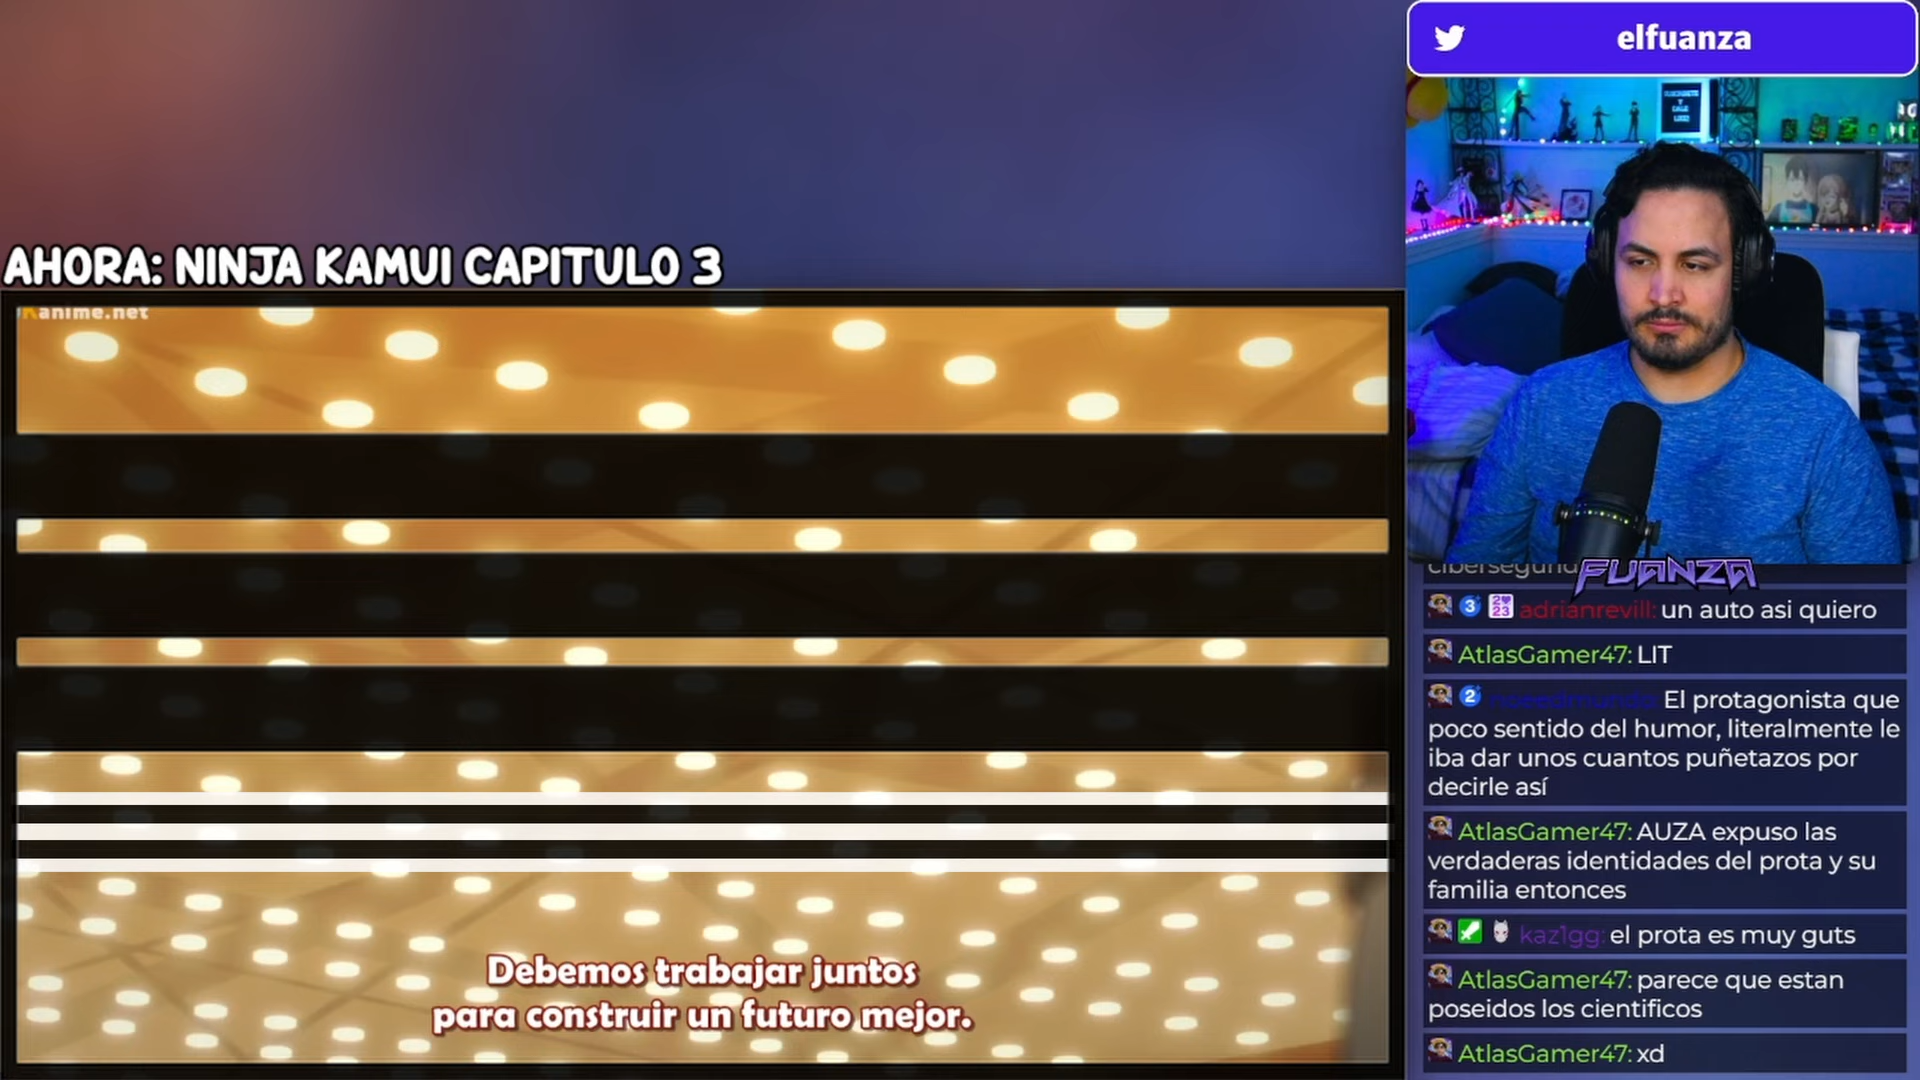 elfuanza
AHORA: NINJA KAMUI CAPITULO 3
anime.net
FUANZA
adrianrevill: un auto asi quiero
AtlasGamer47: LIT
noeedmundo: El protagonista que
poco sentido del humor, literalmente le
iba dar unos cuantos puñetazos por
decirle así
AtlasGamer47: AUZA expuso las
verdaderas identidades del prota y su
familia entonces
kaz1gg: el prota es muy guts
AtlasGamer47: parece que estan
poseidos los cientificos
AtlasGamer47: xd
Debemos trabajar juntos
para construir un futuro mejor.